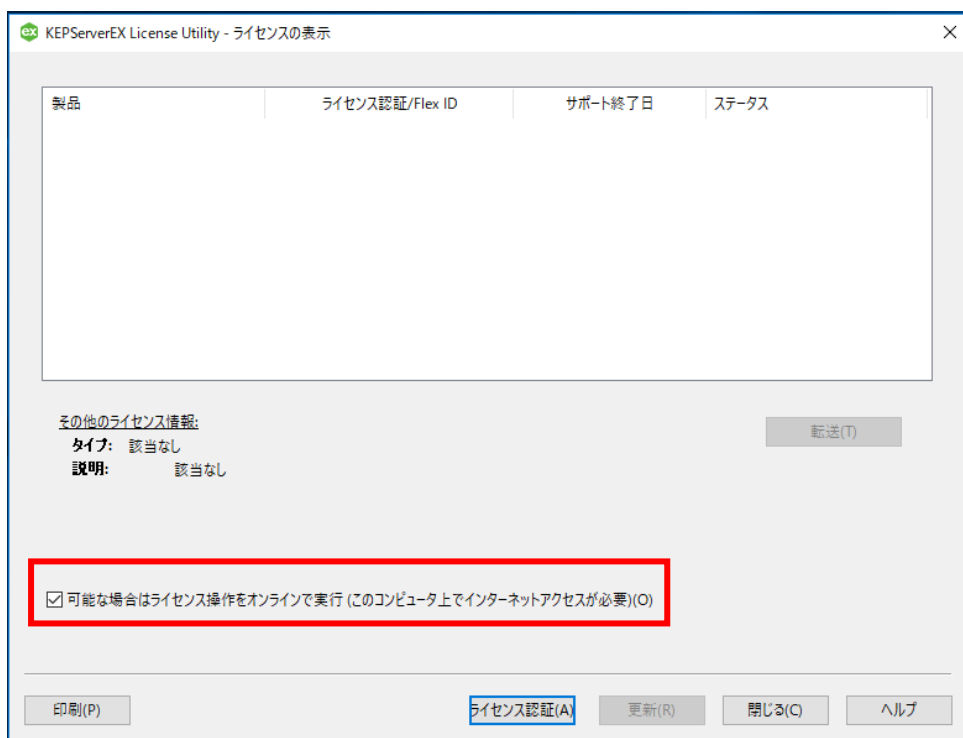 ex KEPServerEX License Utility - ライセンスの表示
製品 ライセンス認証/Flex ID サポート終了日 ステータス
その他のライセンス情報:
タイプ: 該当なし
説明: 該当なし
転送(T)
可能な場合はライセンス操作をオンラインで実行 (このコンピュータ上でインターネットアクセスが必要)(O)
印刷(P) ライセンス認証(A) 更新(R) 閉じる(C) ヘルプ